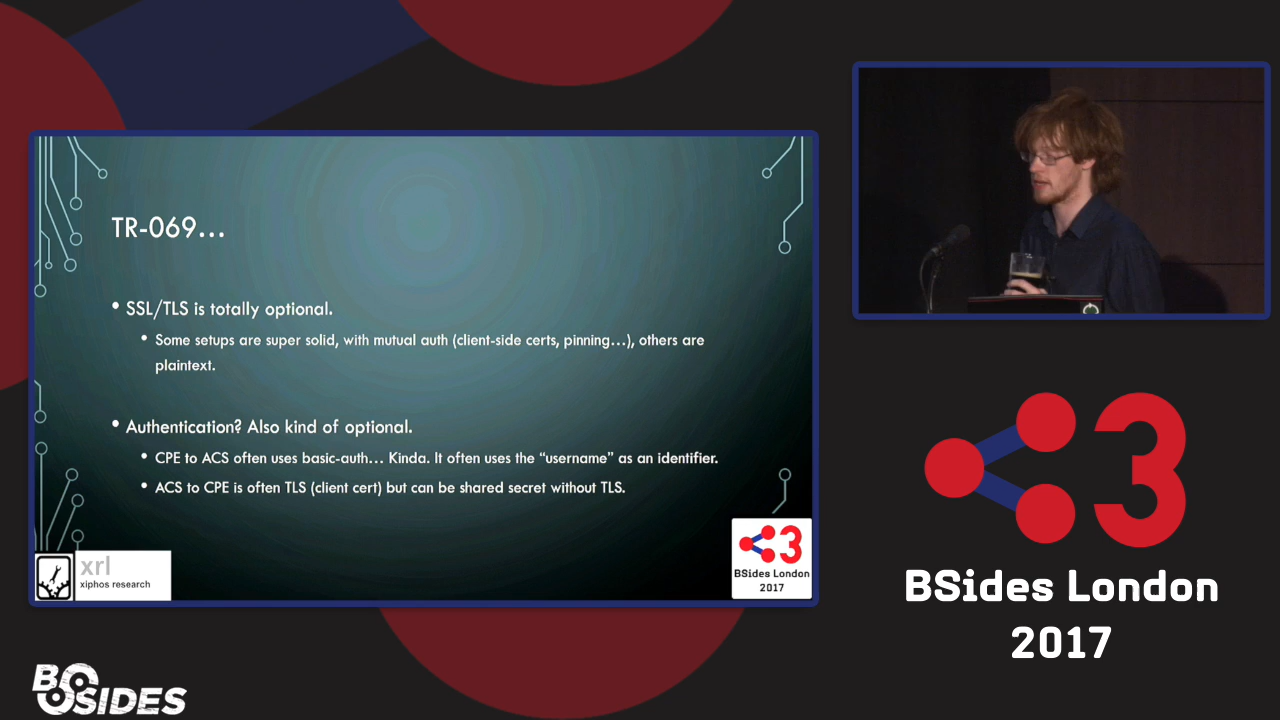 TR-069...
• SSL/TLS is totally optional.
• Some setups are super solid, with mutual auth (client-side certs, pinning...), others are
plaintext.
• Authentication? Also kind of optional.
• CPE to ACS often uses basic-auth... Kinda. It often uses the “username” as an identifier.
• ACS to CPE is often TLS (client cert) but can be shared secret without TLS.
xrl
xiphos research
3
BSides London
2017
3
BSides London
2017
BSIDES